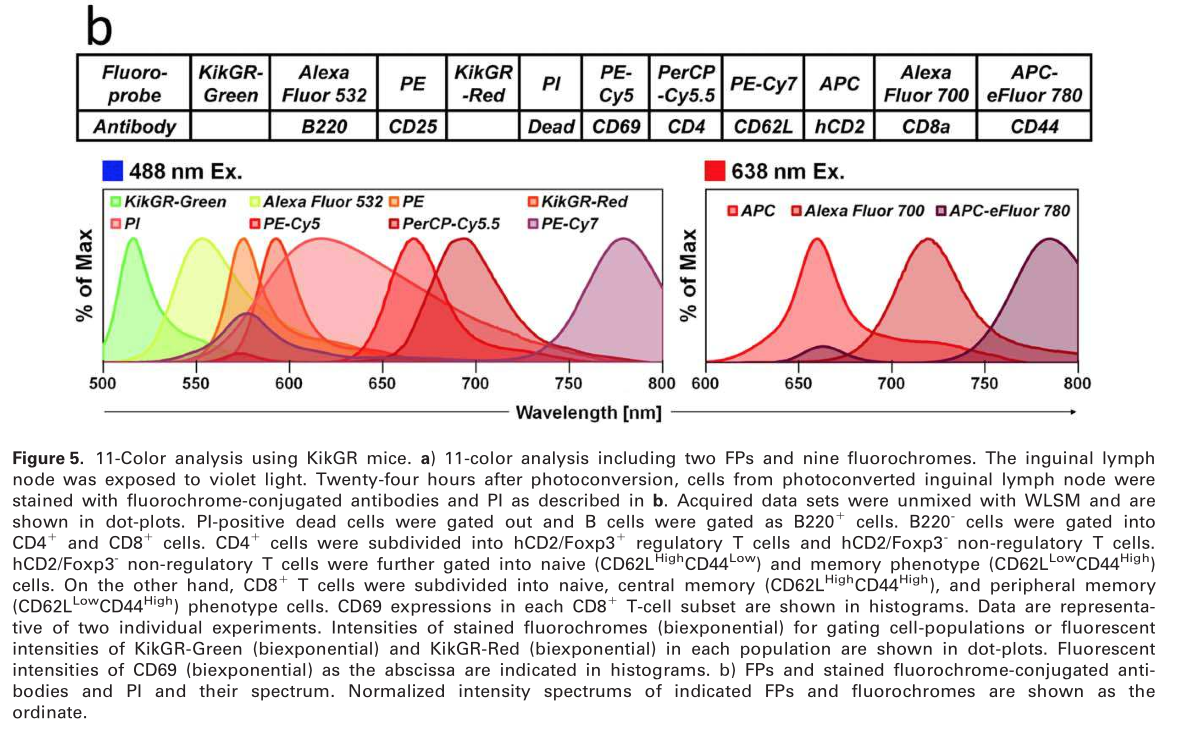 b
Fluoro-probe KikGR-Green Alexa Fluor 532 PE KikGR-Red PI PE-Cy5 PerCP-Cy5.5 PE-Cy7 APC Alexa Fluor 700 APC-eFluor 780
Antibody B220 CD25 Dead CD69 CD4 CD62L hCD2 CD8a CD44
488 nm Ex.
KikGR-Green Alexa Fluor 532 PE KikGR-Red
PI PE-Cy5 PerCP-Cy5.5 PE-Cy7
% of Max
500 550 600 650 700 750 800
638 nm Ex.
APC Alexa Fluor 700 APC-eFluor 780
% of Max
600 650 700 750 800
Wavelength [nm]
Figure 5. 11-Color analysis using KikGR mice. a) 11-color analysis including two FPs and nine fluorochromes. The inguinal lymph
node was exposed to violet light. Twenty-four hours after photoconversion, cells from photoconverted inguinal lymph node were
stained with fluorochrome-conjugated antibodies and PI as described in b. Acquired data sets were unmixed with WLSM and are
shown in dot-plots. PI-positive dead cells were gated out and B cells were gated as B220⁺ cells. B220⁻ cells were gated into
CD4⁺ and CD8⁺ cells. CD4⁺ cells were subdivided into hCD2/Foxp3⁺ regulatory T cells and hCD2/Foxp3⁻ non-regulatory T cells.
hCD2/Foxp3⁻ non-regulatory T cells were further gated into naive (CD62LHighCD44Low) and memory phenotype (CD62LLowCD44High)
cells. On the other hand, CD8⁺ T cells were subdivided into naive, central memory (CD62LHighCD44High), and peripheral memory
(CD62LLowCD44High) phenotype cells. CD69 expressions in each CD8⁺ T-cell subset are shown in histograms. Data are representa-
tive of two individual experiments. Intensities of stained fluorochromes (biexponential) for gating cell-populations or fluorescent
intensities of KikGR-Green (biexponential) and KikGR-Red (biexponential) in each population are shown in dot-plots. Fluorescent
intensities of CD69 (biexponential) as the abscissa are indicated in histograms. b) FPs and stained fluorochrome-conjugated anti-
bodies and PI and their spectrum. Normalized intensity spectrums of indicated FPs and fluorochromes are shown as the
ordinate.